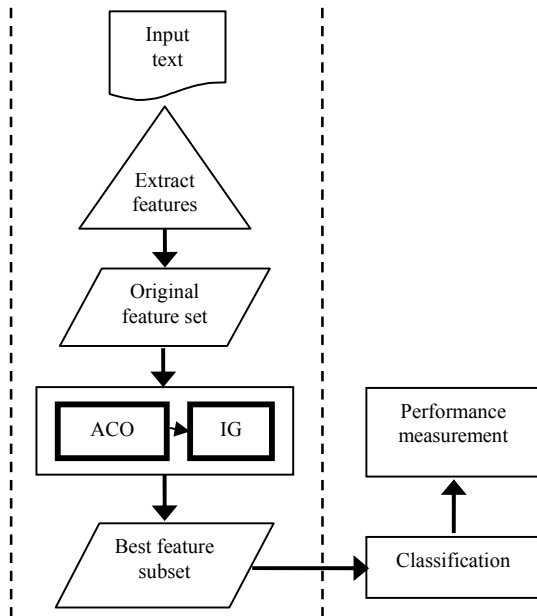 Input
text
Extract
features
Original
feature set
ACO
IG
Best feature
subset
Performance
measurement
Classification